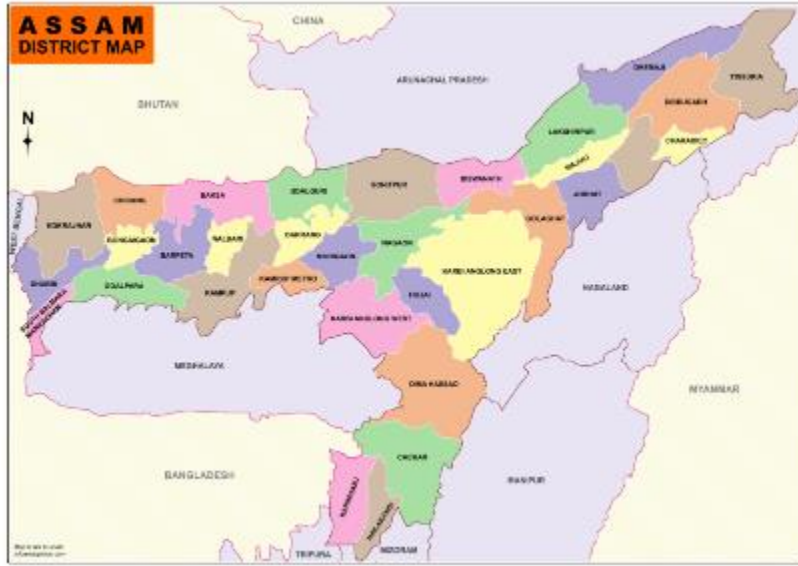 ASSAM
DISTRICT MAP
CHINA
ARUNACHAL PRADESH
BHUTAN
N
DHEMAJI
TINSUKIA
DIBRUGARH
LAKHIMPUR
CHARAIDEO
MAJULI
BISWANATH
SONITPUR
UDALGURI
BAKSA
CHIRANG
KOKRAJHAR
JORHAT
GOLAGHAT
WEST BENGAL
BONGAIGAON
BARPETA
NALBARI
DARRANG
MORIGAON
NAGAON
KARBI ANGLONG EAST
DHUBRI
GOALPARA
KAMRUP
KAMRUP METRO
HOJAI
NAGALAND
SOUTH SALMARA
MANKACHAR
KARBI ANGLONG WEST
MEGHALAYA
DIMA HASSAO
MYANMAR
BANGLADESH
CACHAR
MANIPUR
KARIMGANJ
HAILAKANDI
TRIPURA
MIZORAM